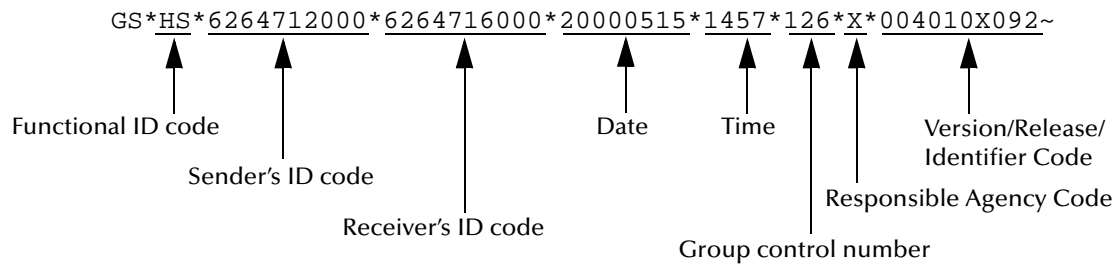 GS*HS*6264712000*6264716000*20000515*1457*126*X*004010X092~
Functional ID code
Date
Time
Version/Release/
Identifier Code
Sender's ID code
Responsible Agency Code
Receiver's ID code
Group control number